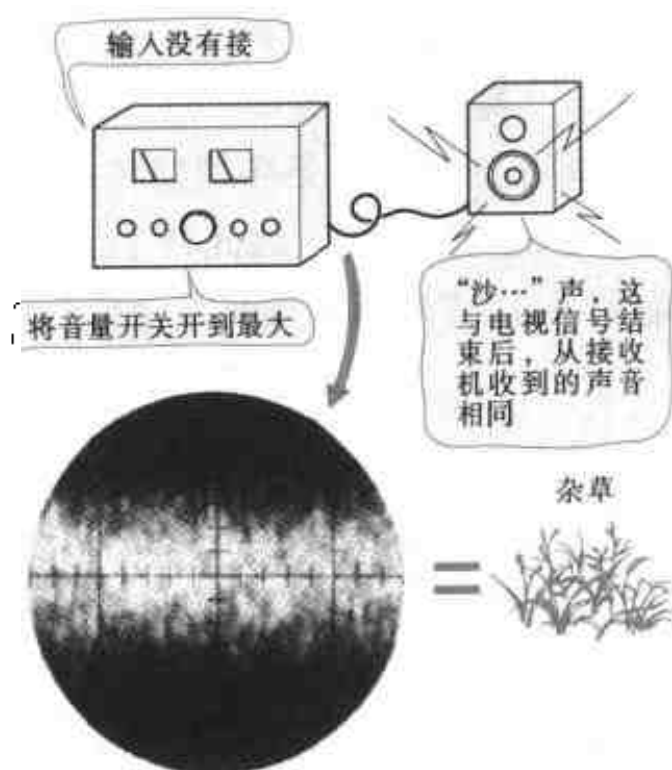 输入没有接
将音量开关开到最大
“沙…”声，这
与电视信号结
束后，从接收
机收到的声音
相同
杂草